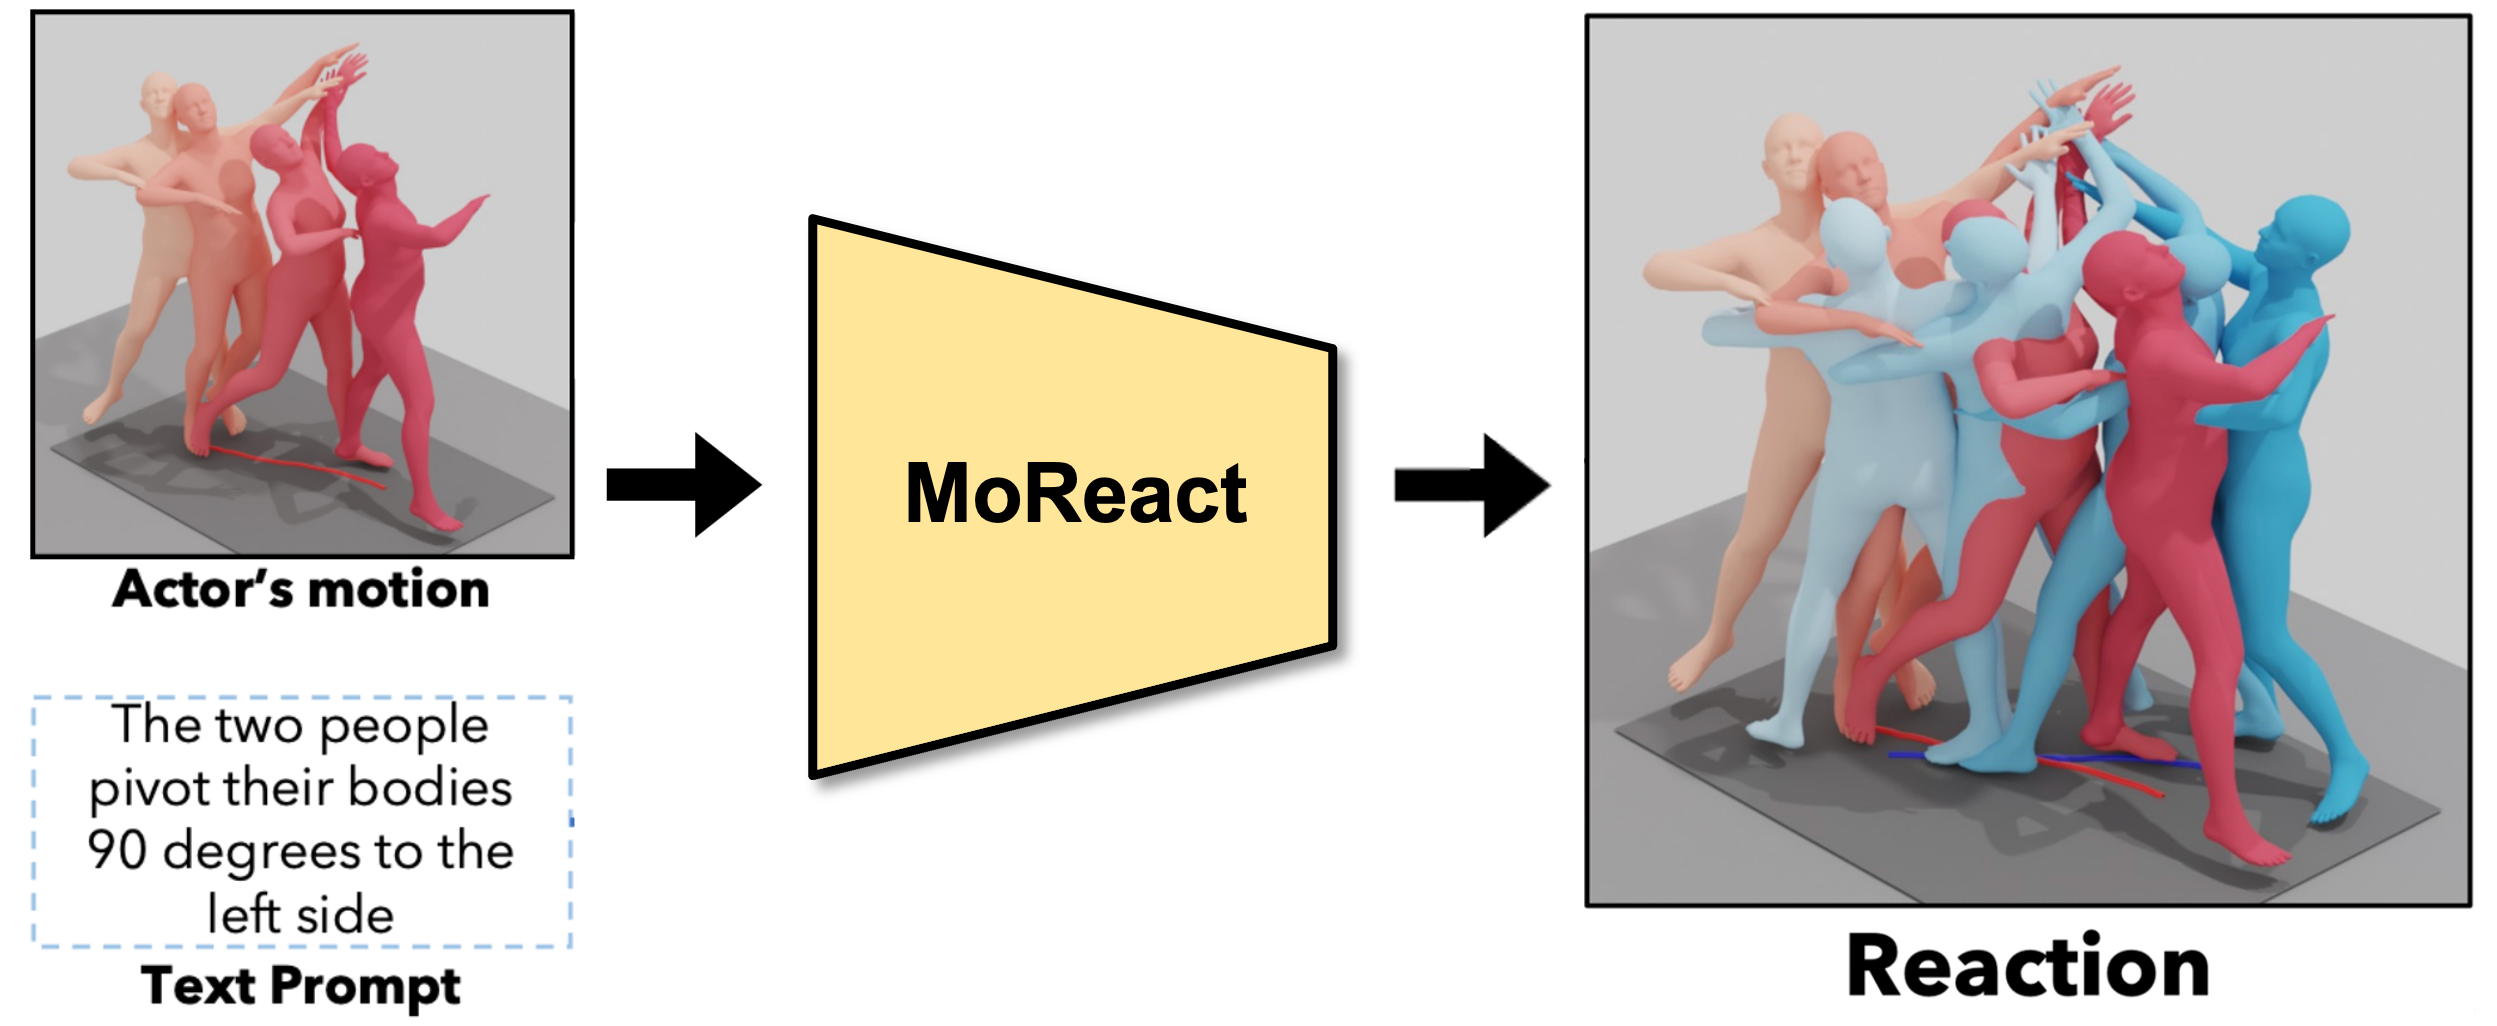 Actor’s motion
The two people
pivot their bodies
90 degrees to the
left side
Text Prompt
MoReact
Reaction